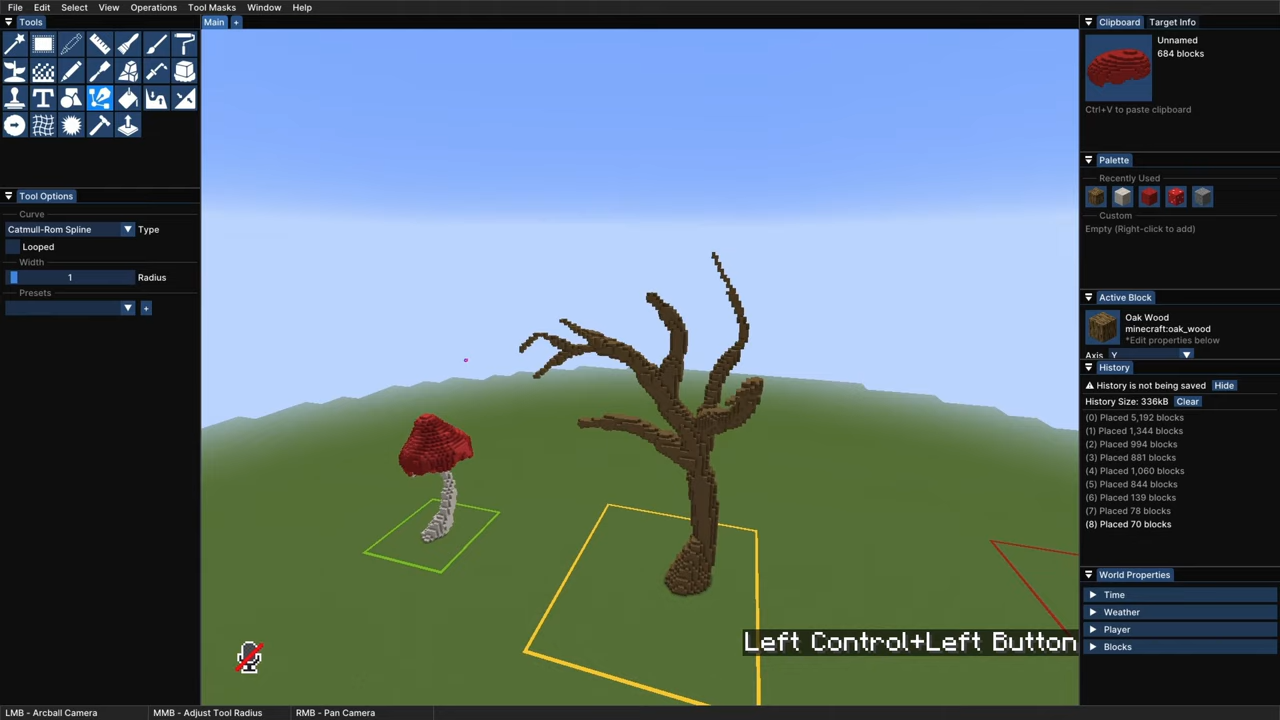 File Edit Select View Operations Tool Masks Window Help
Tools
Main +
Clipboard Target Info
Unnamed
684 blocks
Ctrl+V to paste clipboard
Palette
Recently Used
Custom
Empty (Right-click to add)
Tool Options
Curve
Catmull-Rom Spline Type
Looped
Width
1 Radius
Presets
+
Active Block
Oak Wood
minecraft:oak_wood
*Edit properties below
Axis Y
History
History is not being saved Hide
History Size: 336kB Clear
(0) Placed 5,192 blocks
(1) Placed 1,344 blocks
(2) Placed 994 blocks
(3) Placed 881 blocks
(4) Placed 1,060 blocks
(5) Placed 844 blocks
(6) Placed 139 blocks
(7) Placed 78 blocks
(8) Placed 70 blocks
World Properties
Time
Weather
Player
Blocks
Left Control+Left Button
LMB - Arcball Camera MMB - Adjust Tool Radius RMB - Pan Camera